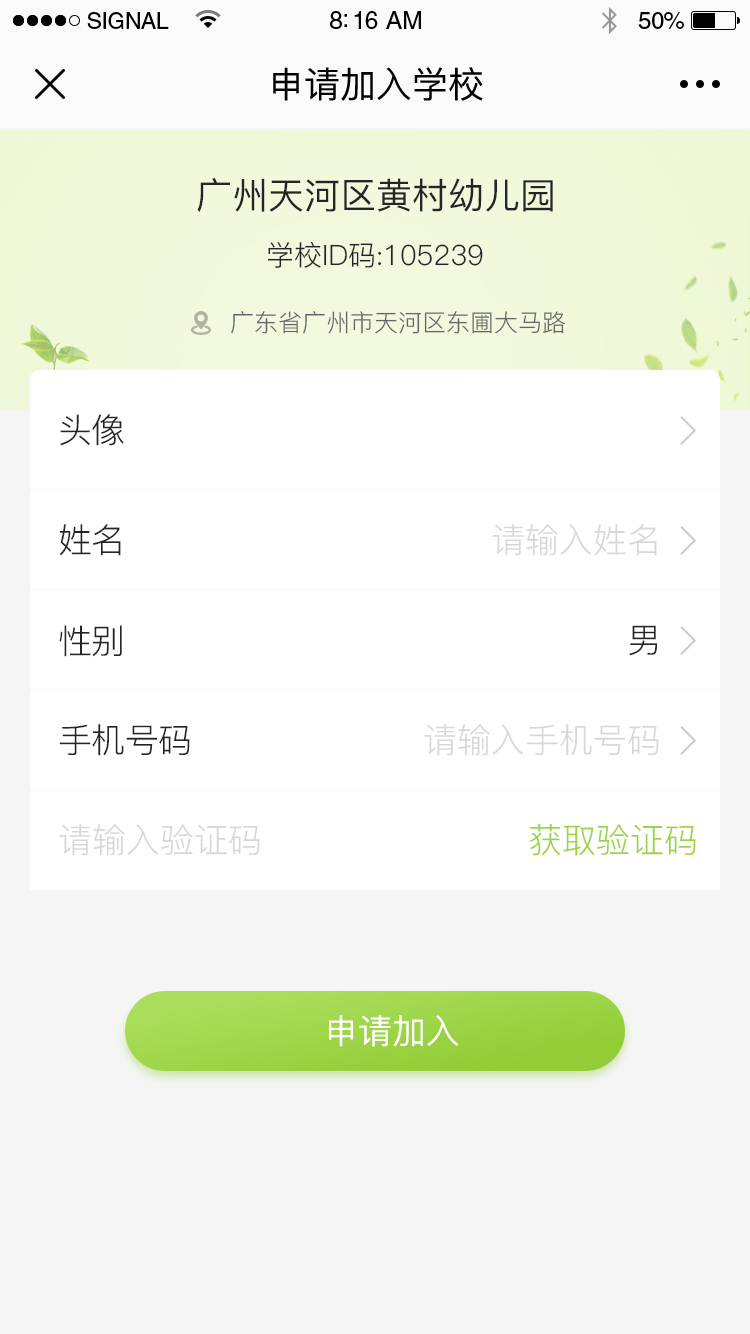 SIGNAL 8:16 AM 50%
申请加入学校
广州天河区黄村幼儿园
学校ID码:105239
广东省广州市天河区东圃大马路
头像
姓名 请输入姓名
性别 男
手机号码 请输入手机号码
请输入验证码 获取验证码
申请加入